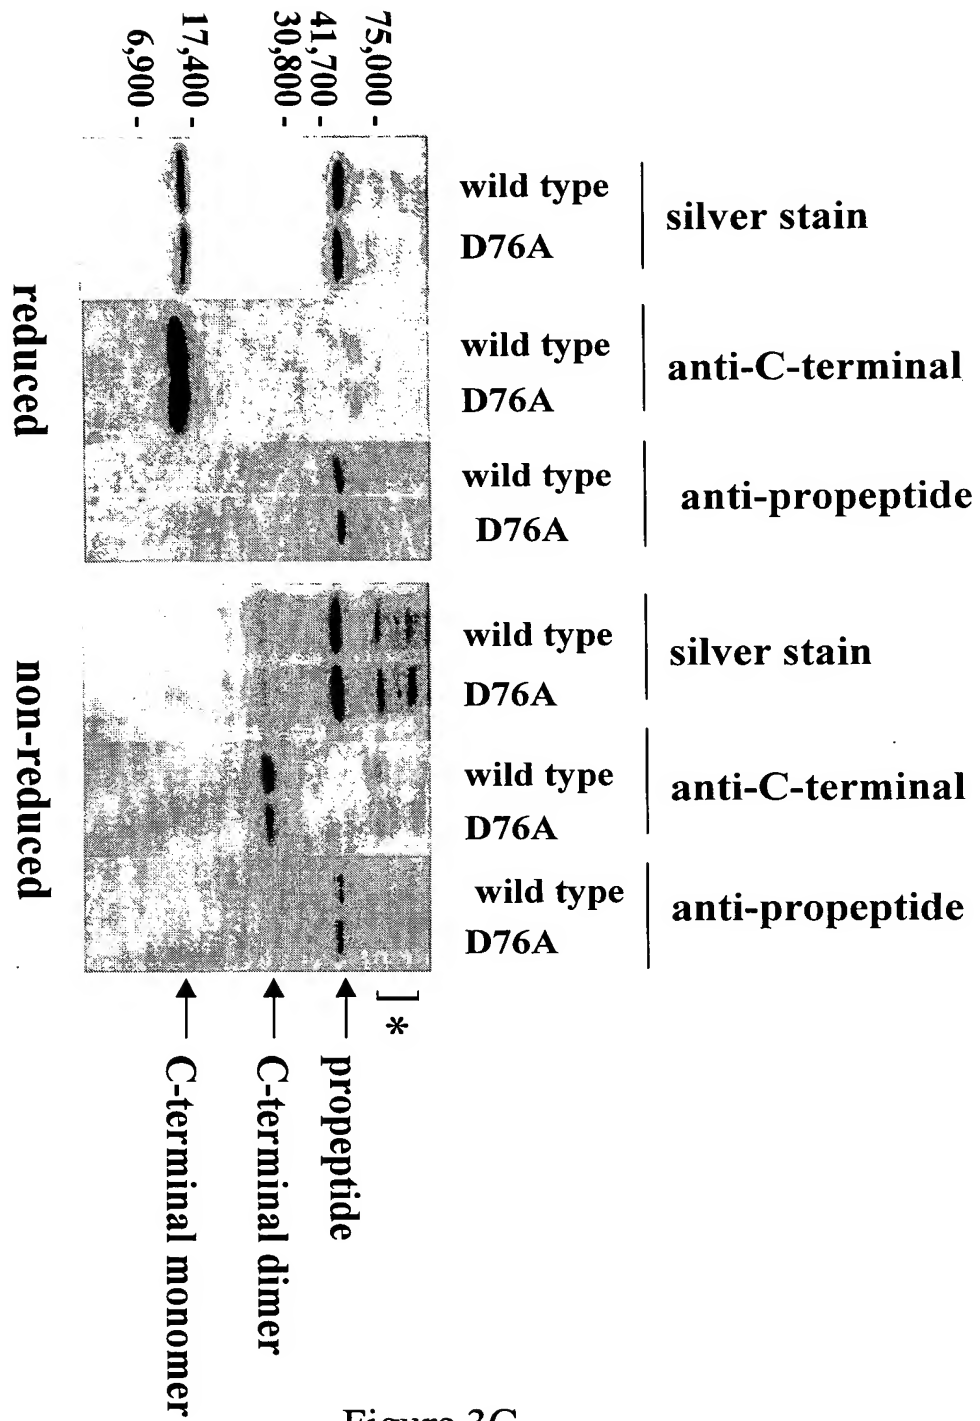 75,000 -
41,700 -
30,800 -
17,400 -
6,900 -
wild type
D76A
silver stain
wild type
D76A
anti-C-terminal
wild type
D76A
anti-propeptide
reduced
wild type
D76A
silver stain
wild type
D76A
anti-C-terminal
wild type
D76A
anti-propeptide
non-reduced
] *
propeptide
C-terminal dimer
C-terminal monomer
Figure 3C